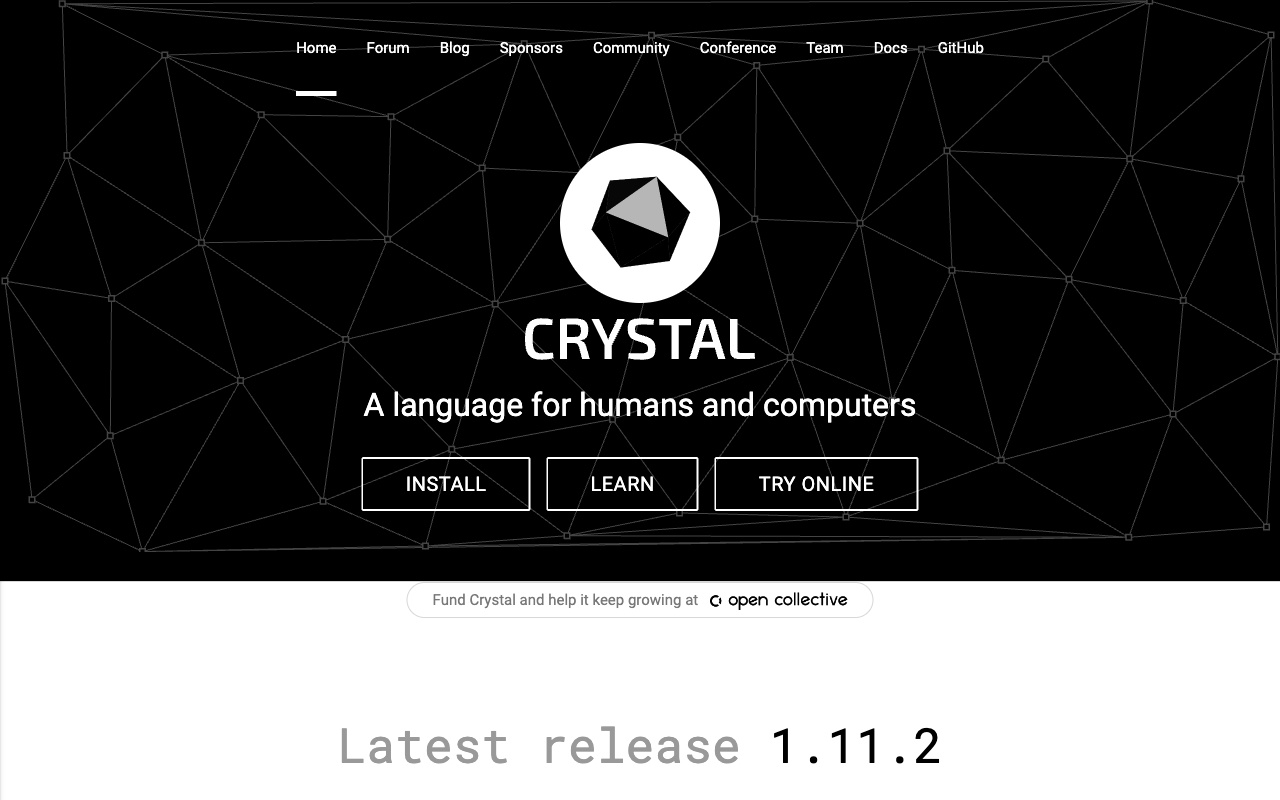 Home Forum Blog Sponsors Community Conference Team Docs GitHub
CRYSTAL
A language for humans and computers
INSTALL LEARN TRY ONLINE
Fund Crystal and help it keep growing at open collective
Latest release 1.11.2